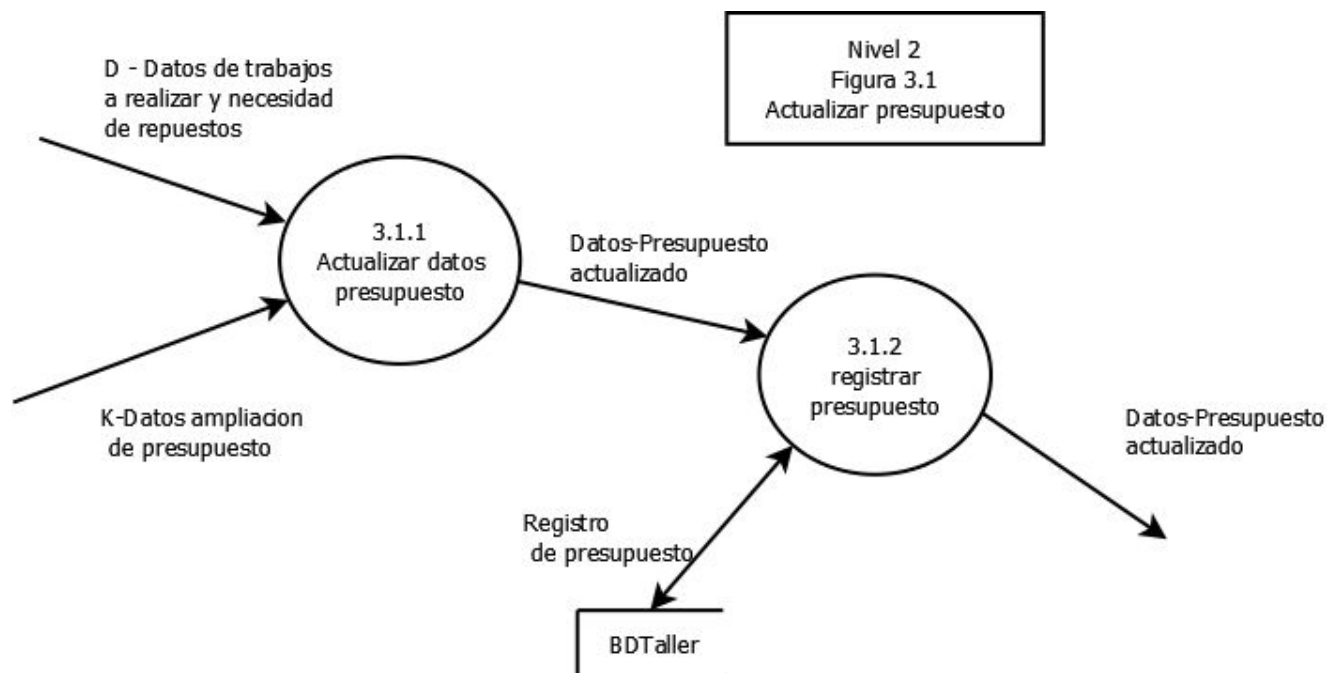 D - Datos de trabajos
a realizar y necesidad
de repuestos
Nivel 2
Figura 3.1
Actualizar presupuesto
3.1.1
Actualizar datos
presupuesto
Datos-Presupuesto
actualizado
K-Datos ampliacion
de presupuesto
3.1.2
registrar
presupuesto
Datos-Presupuesto
actualizado
Registro
de presupuesto
BDTaller